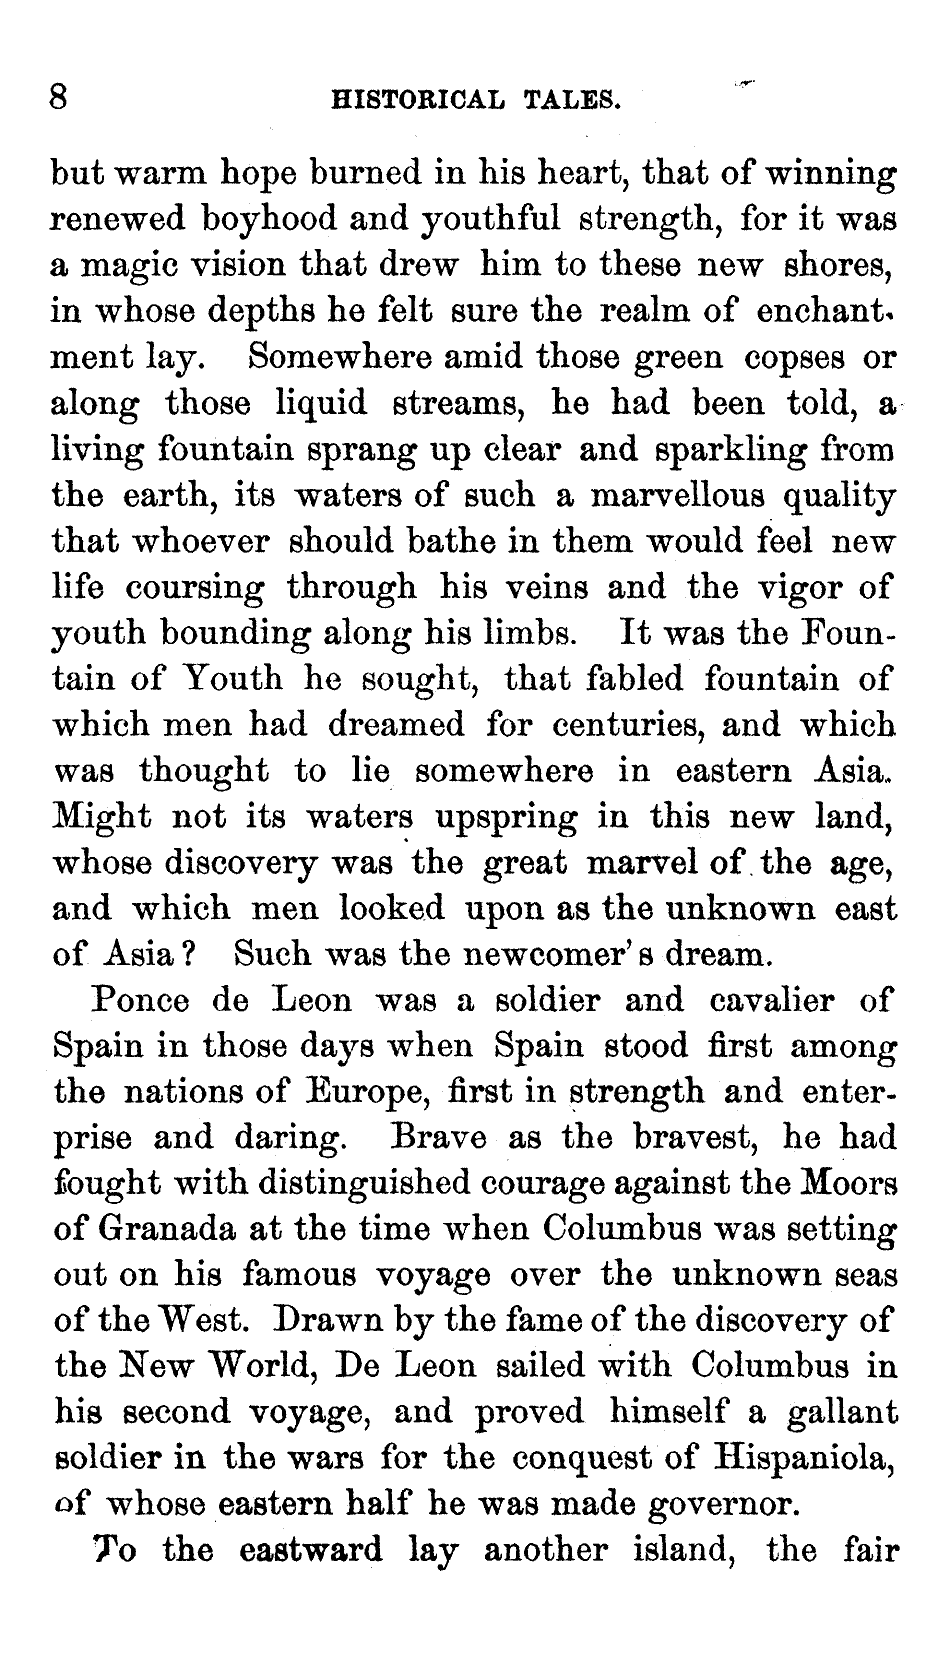 8 HISTORICAL TALES.
but warm hope burned in his heart, that of winning
renewed boyhood and youthful strength, for it was
a magic vision that drew him to these new shores,
in whose depths he felt sure the realm of enchant-
ment lay. Somewhere amid those green copses or
along those liquid streams, he had been told, a
living fountain sprang up clear and sparkling from
the earth, its waters of such a marvellous quality
that whoever should bathe in them would feel new
life coursing through his veins and the vigor of
youth bounding along his limbs. It was the Foun-
tain of Youth he sought, that fabled fountain of
which men had dreamed for centuries, and which
was thought to lie somewhere in eastern Asia.
Might not its waters upspring in this new land,
whose discovery was the great marvel of the age,
and which men looked upon as the unknown east
of Asia? Such was the newcomer's dream.
Ponce de Leon was a soldier and cavalier of
Spain in those days when Spain stood first among
the nations of Europe, first in strength and enter-
prise and daring. Brave as the bravest, he had
fought with distinguished courage against the Moors
of Granada at the time when Columbus was setting
out on his famous voyage over the unknown seas
of the West. Drawn by the fame of the discovery of
the New World, De Leon sailed with Columbus in
his second voyage, and proved himself a gallant
soldier in the wars for the conquest of Hispaniola,
of whose eastern half he was made governor.
To the eastward lay another island, the fair